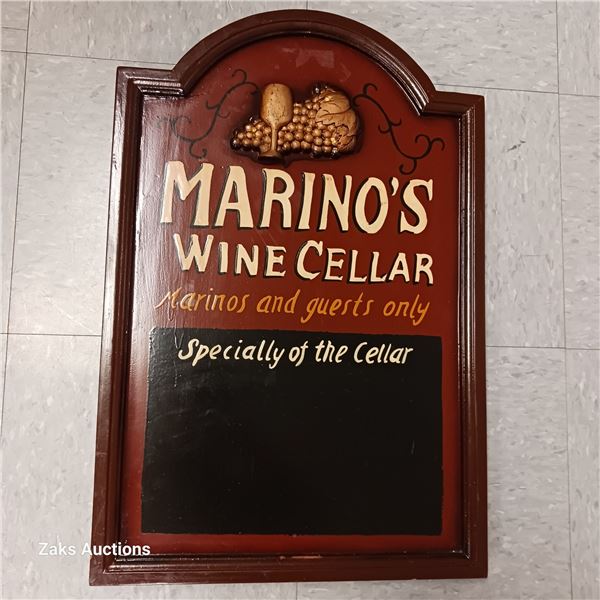 MARINO'S
WINE CELLAR
Marinos and guests only
Specially of the Cellar
Zaks Auctions